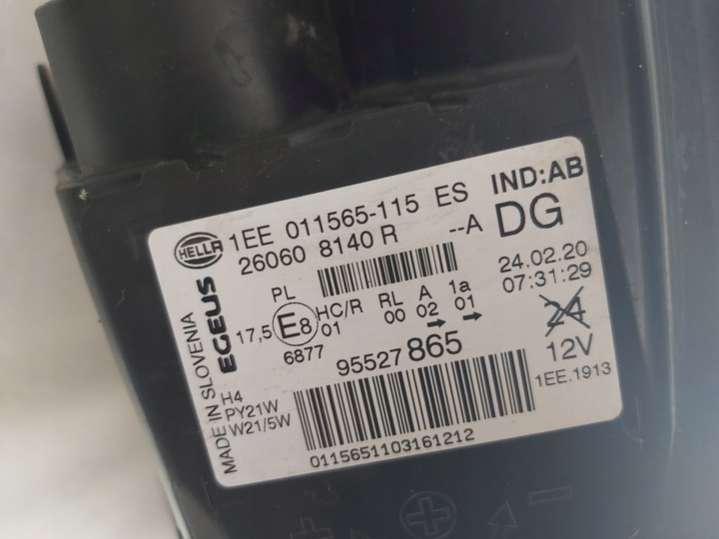 HELLA 1EE 011565-115 ES IND:AB
26060 8140 R --A DG
24.02.20
07:31:29
MADE IN SLOVENIA
EGEUS
PL
17,5 E8 HC/R RL A 1a
01 00 02 01
6877
24
12V
95527 865
1EE.1913
H4
PY21W
W21/5W
0115651103161212